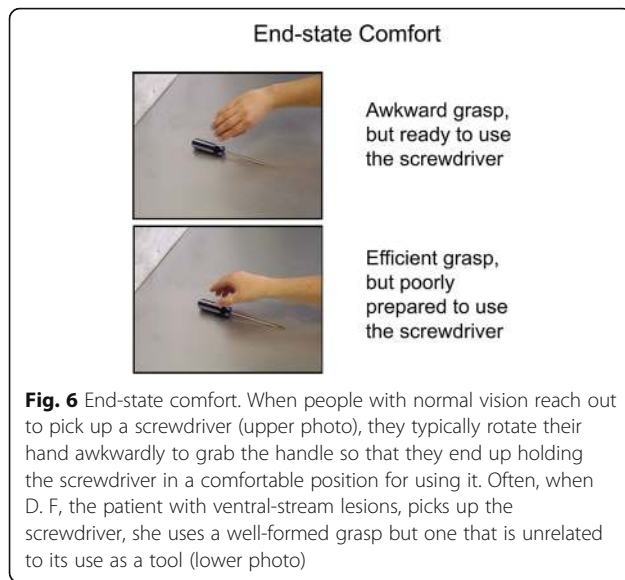 End-state Comfort
Awkward grasp,
but ready to use
the screwdriver
Efficient grasp,
but poorly
prepared to use
the screwdriver
Fig. 6 End-state comfort. When people with normal vision reach out
to pick up a screwdriver (upper photo), they typically rotate their
hand awkwardly to grab the handle so that they end up holding
the screwdriver in a comfortable position for using it. Often, when
D. F, the patient with ventral-stream lesions, picks up the
screwdriver, she uses a well-formed grasp but one that is unrelated
to its use as a tool (lower photo)